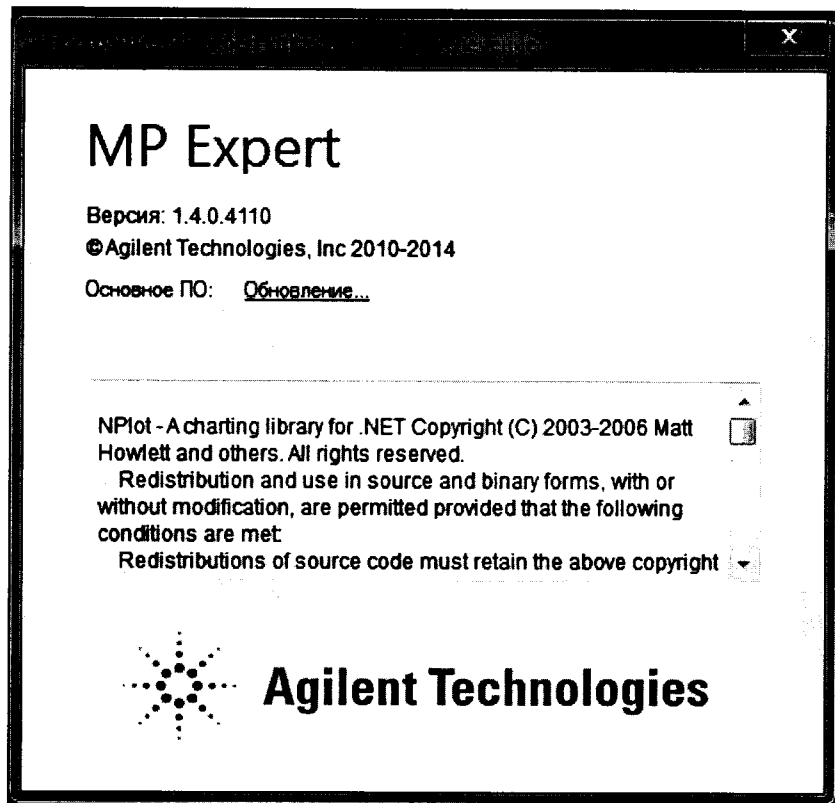 X
MP Expert
Версия: 1.4.0.4110
©Agilent Technologies, Inc 2010-2014
Основное ПО: Обновление...
NPlot - A charting library for .NET Copyright (C) 2003-2006 Matt
Howlett and others. All rights reserved.
Redistribution and use in source and binary forms, with or
without modification, are permitted provided that the following
conditions are met:
Redistributions of source code must retain the above copyright
Agilent Technologies